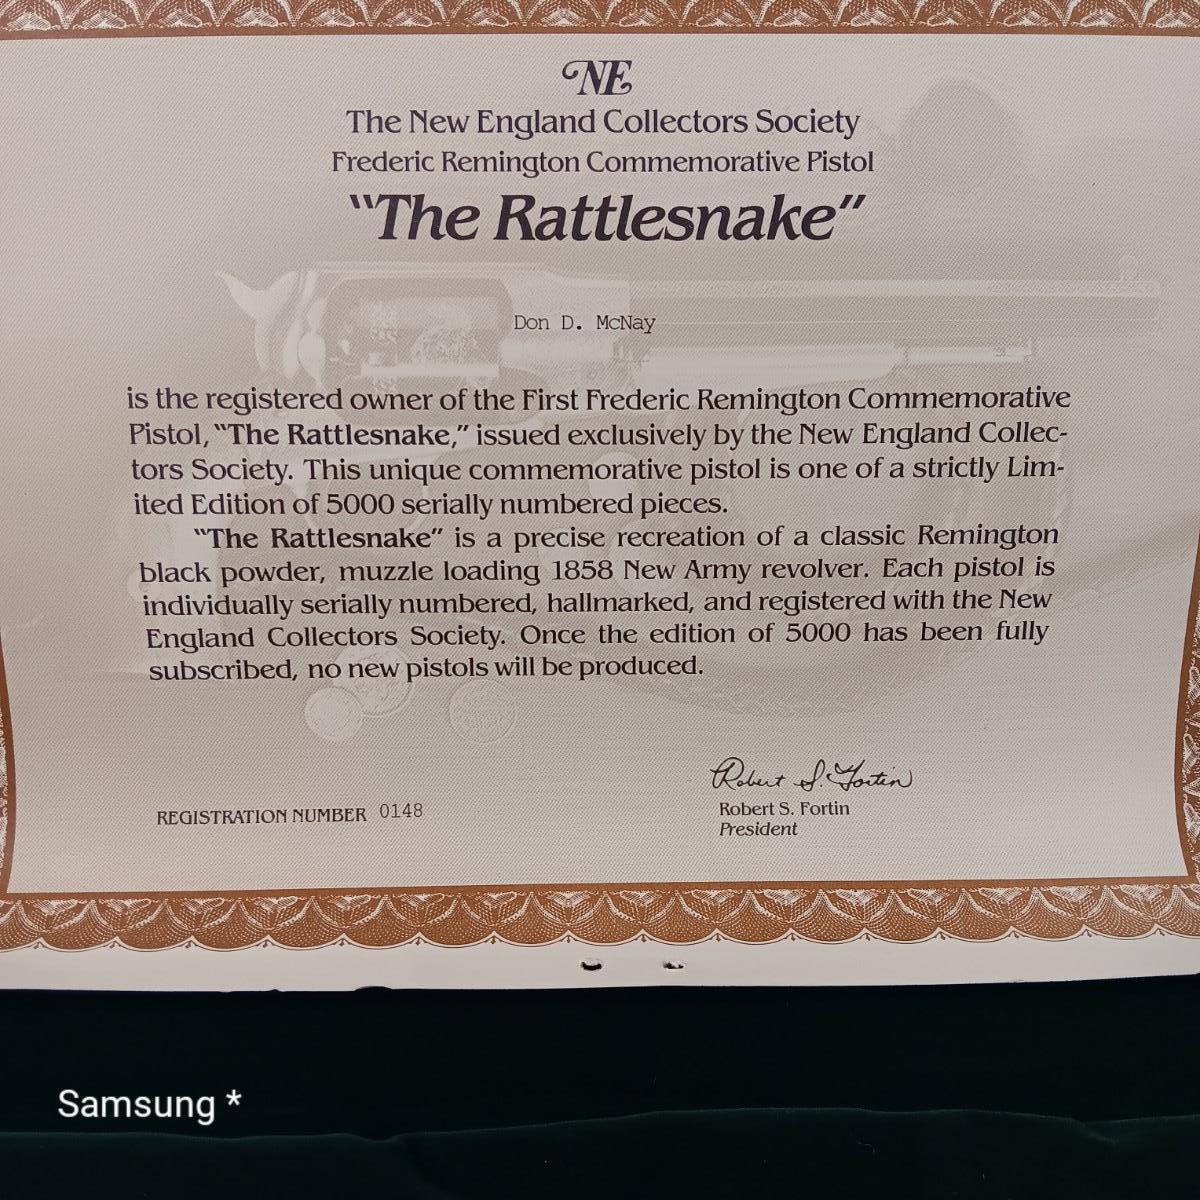 NE
The New England Collectors Society
Frederic Remington Commemorative Pistol
"The Rattlesnake"
Don D. McNay
is the registered owner of the First Frederic Remington Commemorative
Pistol, "The Rattlesnake," issued exclusively by the New England Collec-
tors Society. This unique commemorative pistol is one of a strictly Lim-
ited Edition of 5000 serially numbered pieces.
"The Rattlesnake" is a precise recreation of a classic Remington
black powder, muzzle loading 1858 New Army revolver. Each pistol is
individually serially numbered, hallmarked, and registered with the New
England Collectors Society. Once the edition of 5000 has been fully
subscribed, no new pistols will be produced.
Robert S. Fortin
REGISTRATION NUMBER 0148
Robert S. Fortin
President
Samsung *